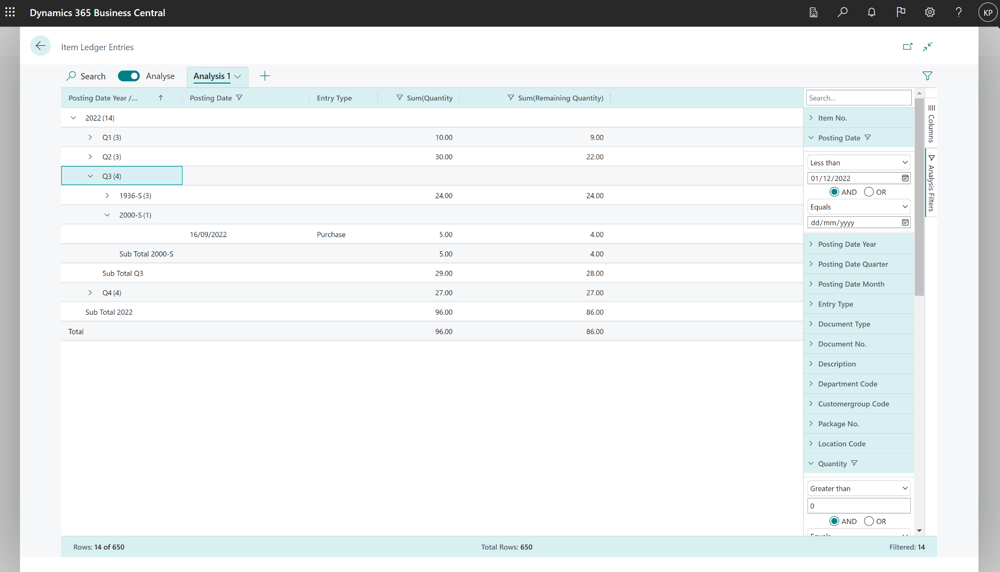 Dynamics 365 Business Central
KP
Item Ledger Entries
Search
Analyse
Analysis 1
Posting Date Year /...
Posting Date
Entry Type
Sum(Quantity
Sum(Remaining Quantity)
2022 (14)
Q1 (3) 10.00 9.00
Q2 (3) 30.00 22.00
Q3 (4)
1936-S (3) 24.00 24.00
2000-S (1)
16/09/2022 Purchase 5.00 4.00
Sub Total 2000-S 5.00 4.00
Sub Total Q3 29.00 28.00
Q4 (4) 27.00 27.00
Sub Total 2022 96.00 86.00
Total 96.00 86.00
Search...
Item No.
Posting Date
Less than
01/12/2022
AND OR
Equals
dd/mm/yyyy
Posting Date Year
Posting Date Quarter
Posting Date Month
Entry Type
Document Type
Document No.
Description
Department Code
Customergroup Code
Package No.
Location Code
Quantity
Greater than
0
AND OR
Equals
Columns
Analysis Filters
Rows: 14 of 650
Total Rows: 650
Filtered: 14